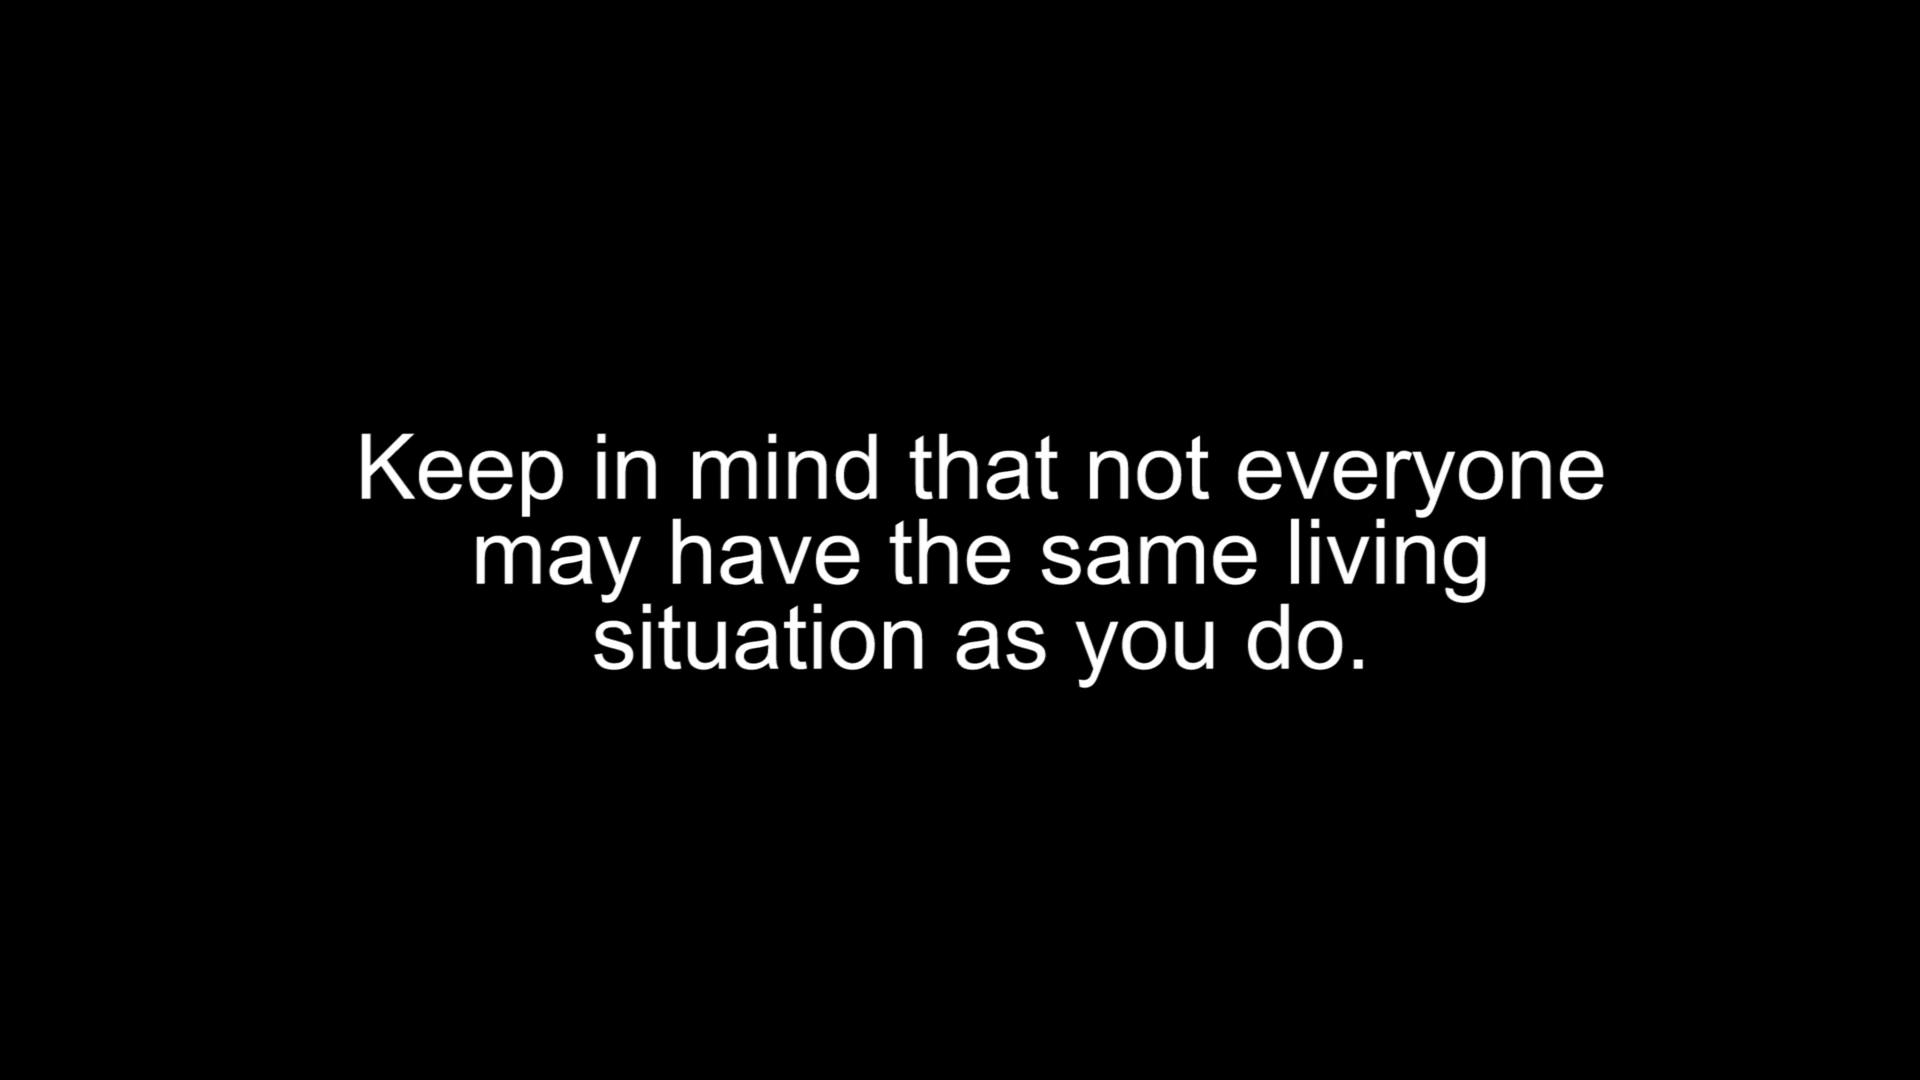 Keep in mind that not everyone
may have the same living
situation as you do.